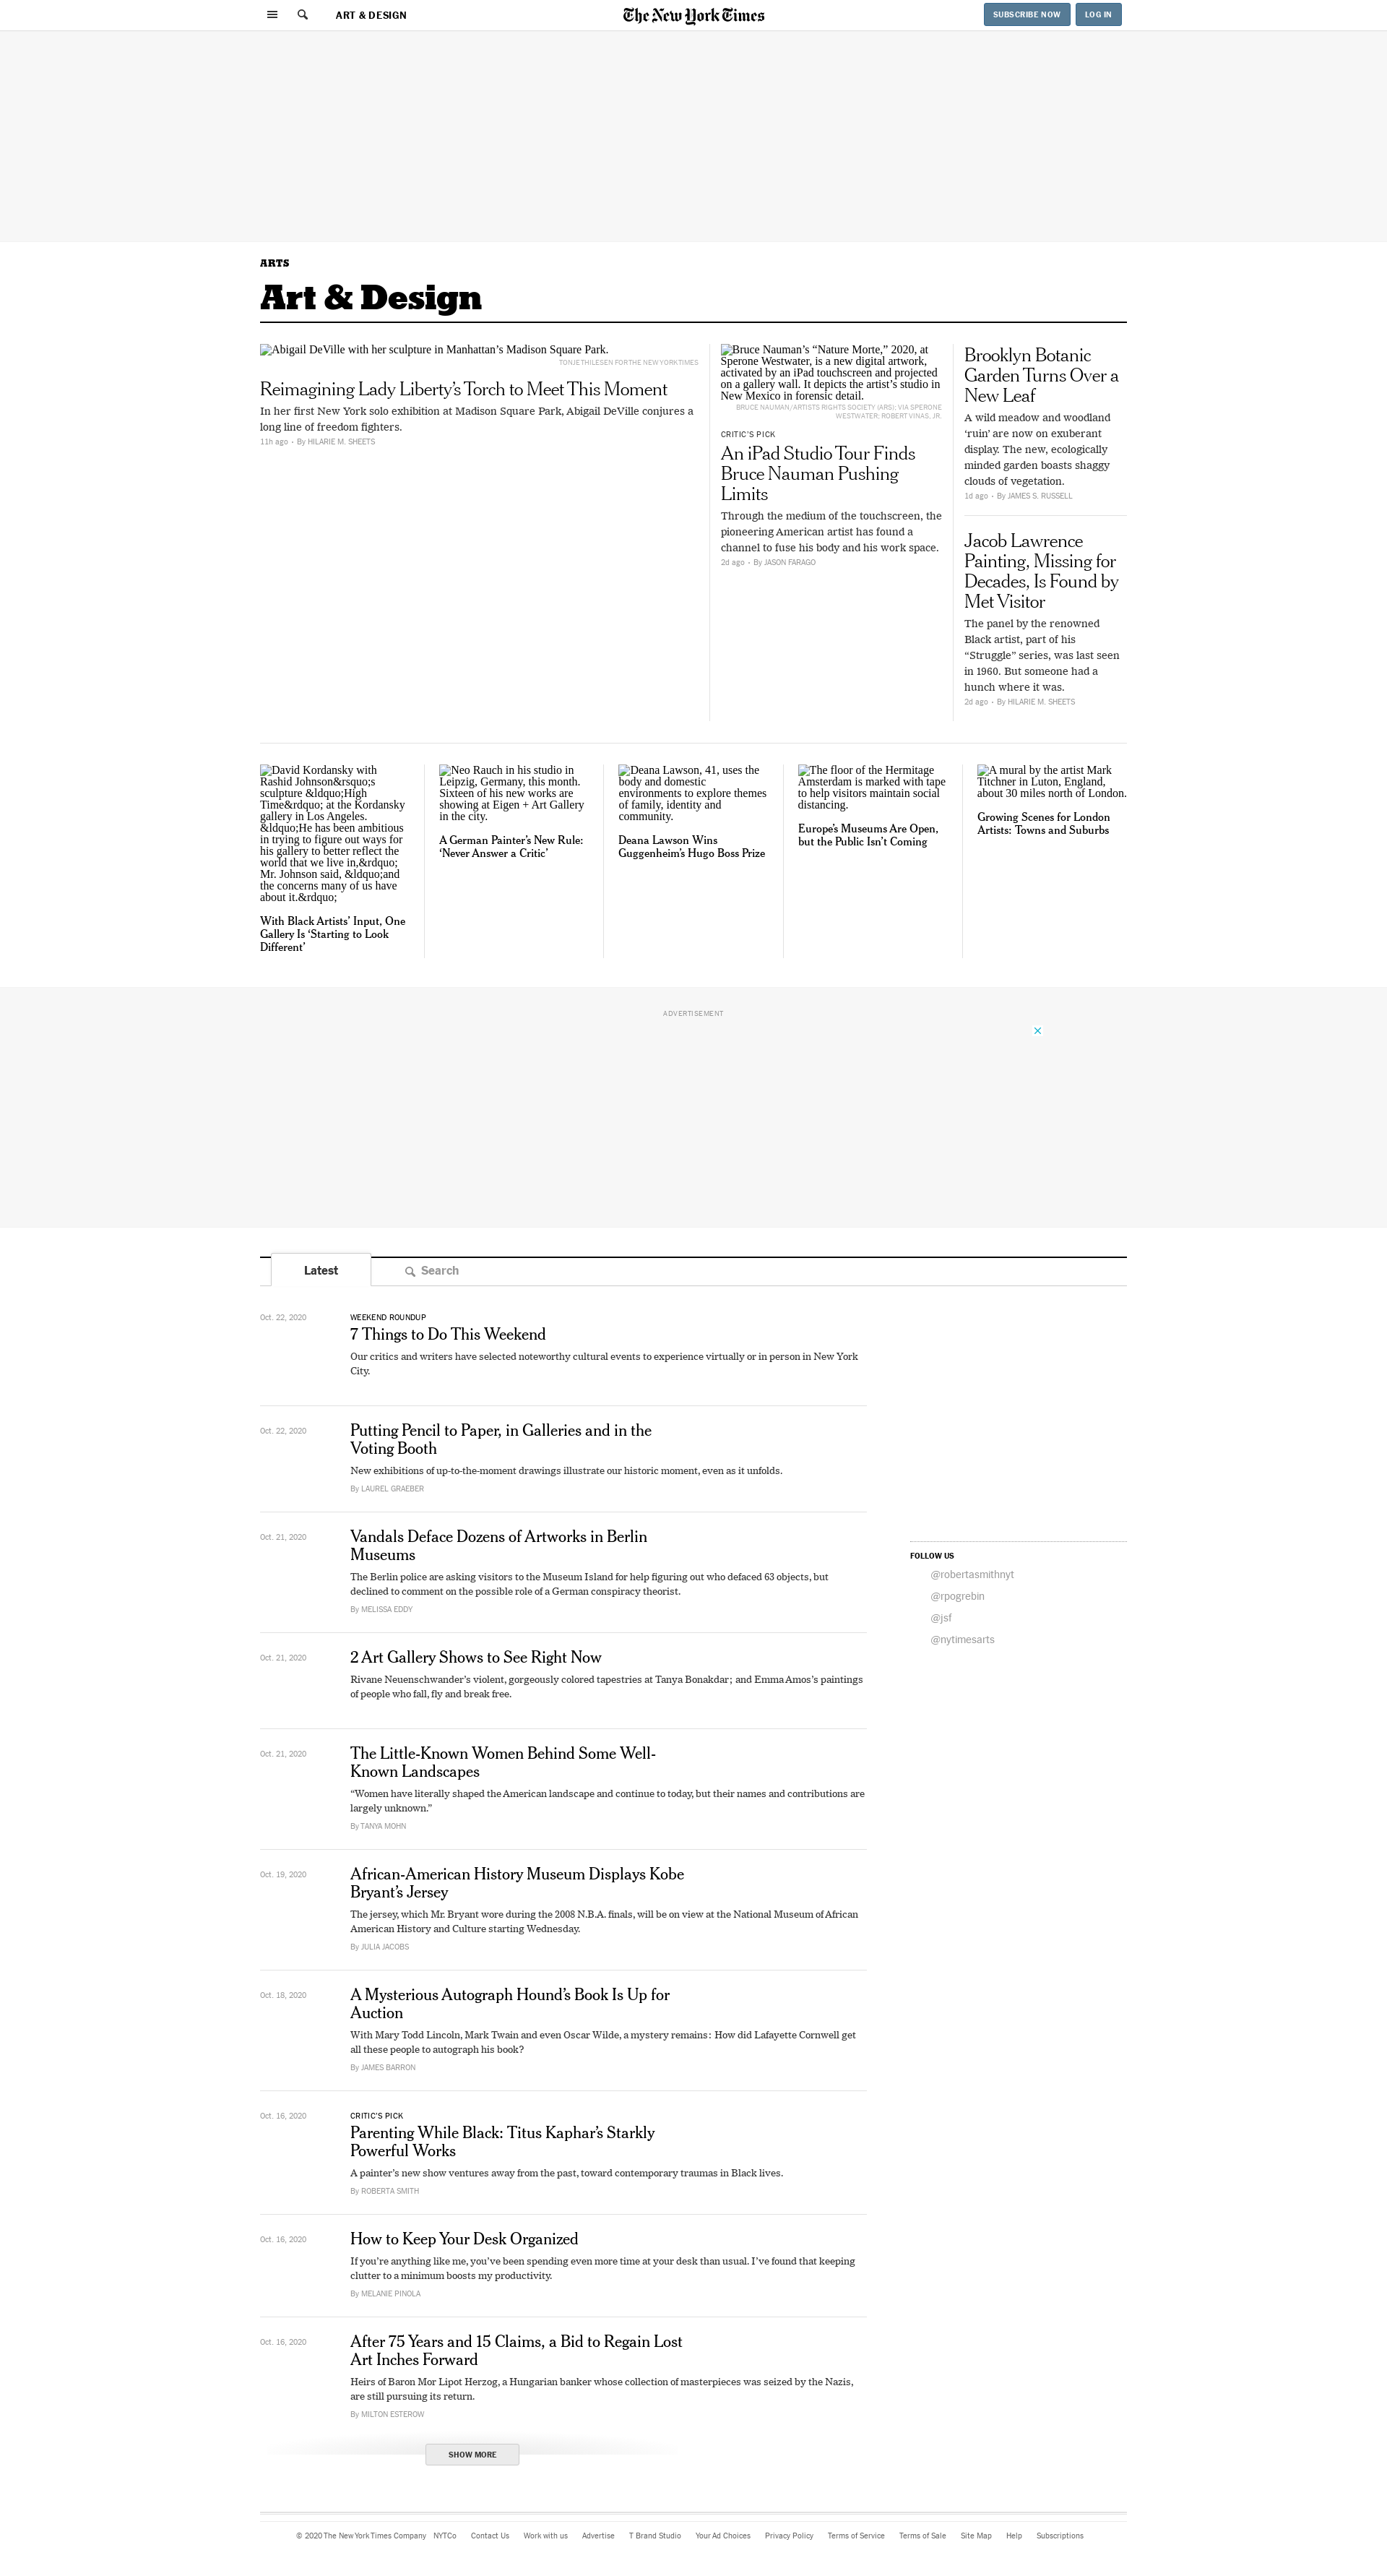 ART & DESIGN
The New York Times
SUBSCRIBE NOW
LOG IN
ARTS
Art & Design
Abigail DeVille with her sculpture in Manhattan’s Madison Square Park.
TONJE THILESEN FOR THE NEW YORK TIMES
Reimagining Lady Liberty’s Torch to Meet This Moment
In her first New York solo exhibition at Madison Square Park, Abigail DeVille conjures a
long line of freedom fighters.
11h ago • By HILARIE M. SHEETS
Bruce Nauman’s “Nature Morte,” 2020, at
Sperone Westwater, is a new digital artwork,
activated by an iPad touchscreen and projected
on a gallery wall. It depicts the artist’s studio in
New Mexico in forensic detail.
BRUCE NAUMAN/ARTISTS RIGHTS SOCIETY (ARS); VIA SPERONE
WESTWATER; ROBERT VINAS, JR.
CRITIC’S PICK
An iPad Studio Tour Finds
Bruce Nauman Pushing
Limits
Through the medium of the touchscreen, the
pioneering American artist has found a
channel to fuse his body and his work space.
2d ago • By JASON FARAGO
Brooklyn Botanic
Garden Turns Over a
New Leaf
A wild meadow and woodland
‘ruin’ are now on exuberant
display. The new, ecologically
minded garden boasts shaggy
clouds of vegetation.
1d ago • By JAMES S. RUSSELL
Jacob Lawrence
Painting, Missing for
Decades, Is Found by
Met Visitor
The panel by the renowned
Black artist, part of his
“Struggle” series, was last seen
in 1960. But someone had a
hunch where it was.
2d ago • By HILARIE M. SHEETS
David Kordansky with
Rashid Johnson&rsquo;s
sculpture &ldquo;High
Time&rdquo; at the Kordansky
gallery in Los Angeles.
&ldquo;He has been ambitious
in trying to figure out ways for
his gallery to better reflect the
world that we live in,&rdquo;
Mr. Johnson said, &ldquo;and
the concerns many of us have
about it.&rdquo;
With Black Artists’ Input, One
Gallery Is ‘Starting to Look
Different’
Neo Rauch in his studio in
Leipzig, Germany, this month.
Sixteen of his new works are
showing at Eigen + Art Gallery
in the city.
A German Painter’s New Rule:
‘Never Answer a Critic’
Deana Lawson, 41, uses the
body and domestic
environments to explore themes
of family, identity and
community.
Deana Lawson Wins
Guggenheim’s Hugo Boss Prize
The floor of the Hermitage
Amsterdam is marked with tape
to help visitors maintain social
distancing.
Europe’s Museums Are Open,
but the Public Isn’t Coming
A mural by the artist Mark
Titchner in Luton, England,
about 30 miles north of London.
Growing Scenes for London
Artists: Towns and Suburbs
ADVERTISEMENT
Latest
Search
Oct. 22, 2020
WEEKEND ROUNDUP
7 Things to Do This Weekend
Our critics and writers have selected noteworthy cultural events to experience virtually or in person in New York
City.
Oct. 22, 2020
Putting Pencil to Paper, in Galleries and in the
Voting Booth
New exhibitions of up-to-the-moment drawings illustrate our historic moment, even as it unfolds.
By LAUREL GRAEBER
Oct. 21, 2020
Vandals Deface Dozens of Artworks in Berlin
Museums
The Berlin police are asking visitors to the Museum Island for help figuring out who defaced 63 objects, but
declined to comment on the possible role of a German conspiracy theorist.
By MELISSA EDDY
Oct. 21, 2020
2 Art Gallery Shows to See Right Now
Rivane Neuenschwander’s violent, gorgeously colored tapestries at Tanya Bonakdar; and Emma Amos’s paintings
of people who fall, fly and break free.
Oct. 21, 2020
The Little-Known Women Behind Some Well-
Known Landscapes
“Women have literally shaped the American landscape and continue to today, but their names and contributions are
largely unknown.”
By TANYA MOHN
Oct. 19, 2020
African-American History Museum Displays Kobe
Bryant’s Jersey
The jersey, which Mr. Bryant wore during the 2008 N.B.A. finals, will be on view at the National Museum of African
American History and Culture starting Wednesday.
By JULIA JACOBS
Oct. 18, 2020
A Mysterious Autograph Hound’s Book Is Up for
Auction
With Mary Todd Lincoln, Mark Twain and even Oscar Wilde, a mystery remains: How did Lafayette Cornwell get
all these people to autograph his book?
By JAMES BARRON
Oct. 16, 2020
CRITIC’S PICK
Parenting While Black: Titus Kaphar’s Starkly
Powerful Works
A painter’s new show ventures away from the past, toward contemporary traumas in Black lives.
By ROBERTA SMITH
Oct. 16, 2020
How to Keep Your Desk Organized
If you’re anything like me, you’ve been spending even more time at your desk than usual. I’ve found that keeping
clutter to a minimum boosts my productivity.
By MELANIE PINOLA
Oct. 16, 2020
After 75 Years and 15 Claims, a Bid to Regain Lost
Art Inches Forward
Heirs of Baron Mor Lipot Herzog, a Hungarian banker whose collection of masterpieces was seized by the Nazis,
are still pursuing its return.
By MILTON ESTEROW
SHOW MORE
FOLLOW US
@robertasmithnyt
@rpogrebin
@jsf
@nytimesarts
© 2020 The New York Times Company NYTCo Contact Us Work with us Advertise T Brand Studio Your Ad Choices Privacy Policy Terms of Service Terms of Sale Site Map Help Subscriptions